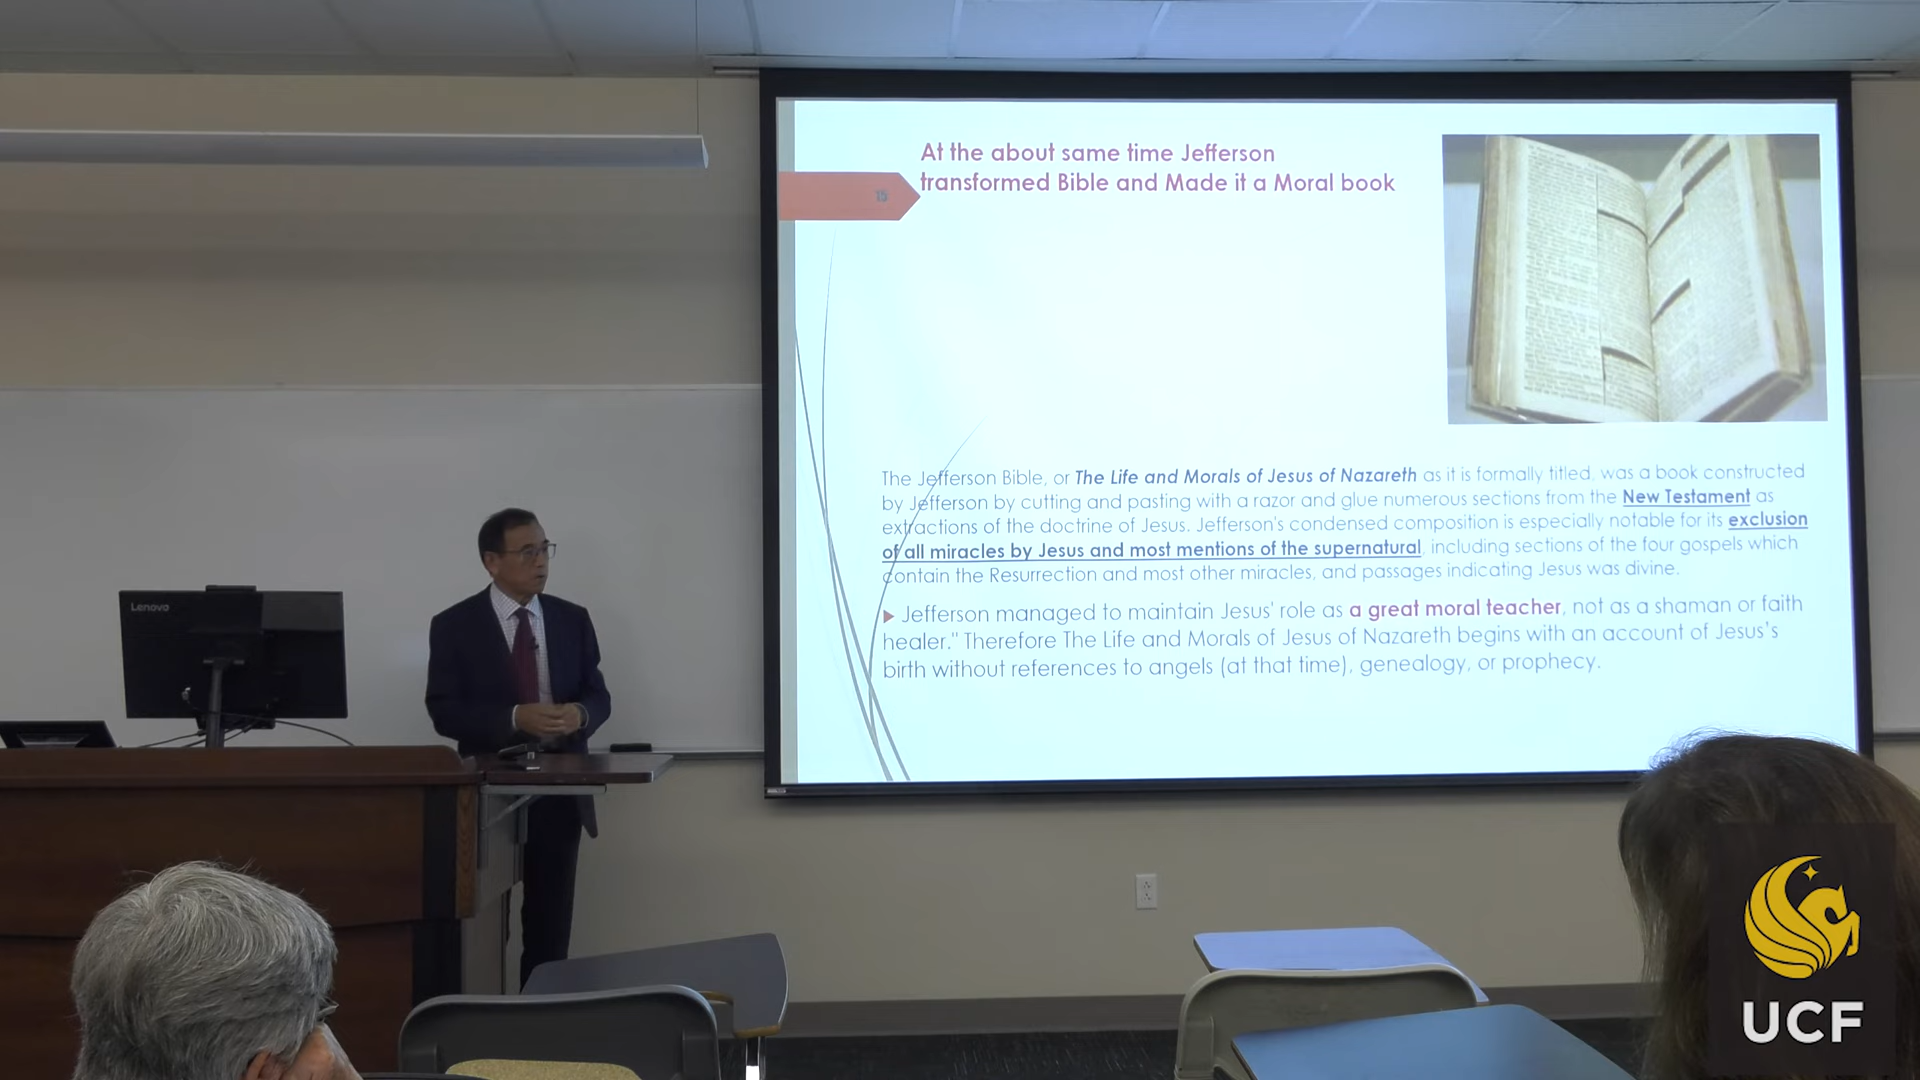 At the about same time Jefferson
transformed Bible and Made it a Moral book
15
The Jefferson Bible, or The Life and Morals of Jesus of Nazareth as it is formally titled, was a book constructed
by Jefferson by cutting and pasting with a razor and glue numerous sections from the New Testament as
extractions of the doctrine of Jesus. Jefferson's condensed composition is especially notable for its exclusion
of all miracles by Jesus and most mentions of the supernatural, including sections of the four gospels which
contain the Resurrection and most other miracles, and passages indicating Jesus was divine.
Jefferson managed to maintain Jesus' role as a great moral teacher, not as a shaman or faith
healer." Therefore The Life and Morals of Jesus of Nazareth begins with an account of Jesus's
birth without references to angels (at that time), genealogy, or prophecy.
Lenovo
UCF